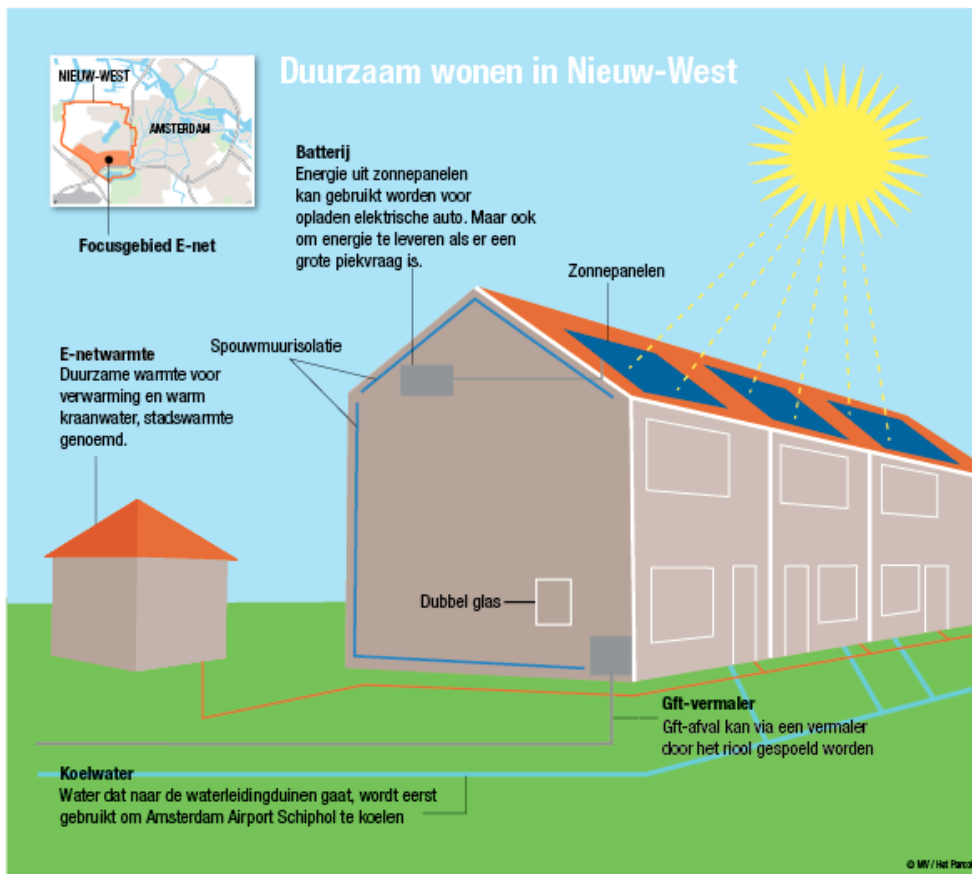 Duurzaam wonen in Nieuw-West
NIEUW-WEST
AMSTERDAM
Focusgebied E-net
Batterij
Energie uit zonnepanelen
kan gebruikt worden voor
opladen elektrische auto. Maar ook
om energie te leveren als er een
grote piekvraag is.
Zonnepanelen
Spouwmuurisolatie
E-netwarmte
Duurzame warmte voor
verwarming en warm
kraanwater, stadswarmte
genoemd.
Dubbel glas
Gft-vermaler
Gft-afval kan via een vermaler
door het riool gespoeld worden
Koelwater
Water dat naar de waterleidingduinen gaat, wordt eerst
gebruikt om Amsterdam Airport Schiphol te koelen
© MV / Het Parool